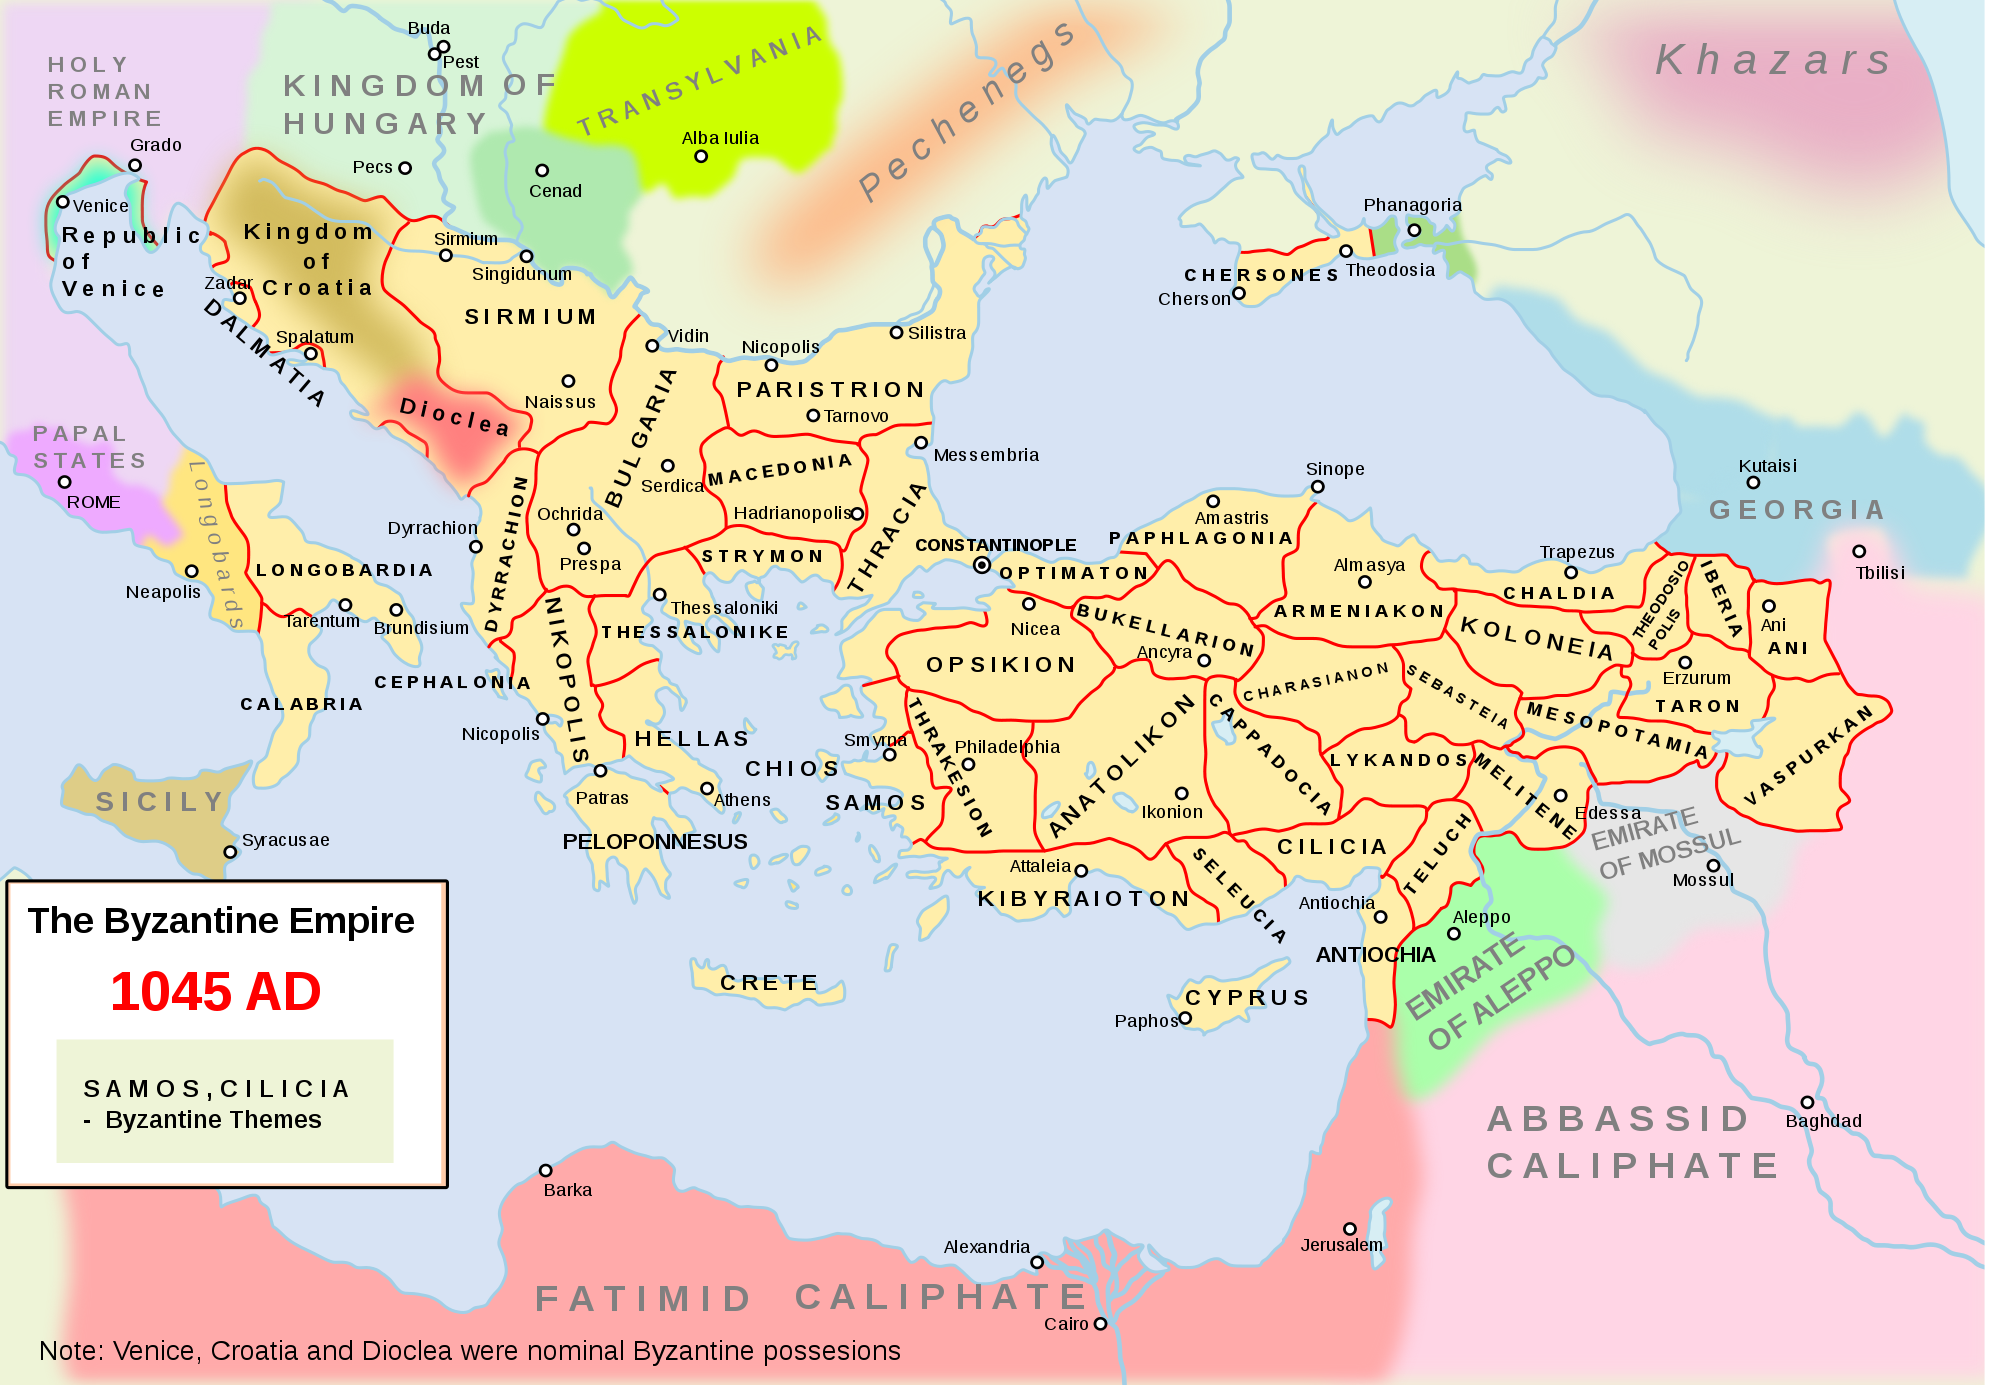 HOLY
ROMAN
EMPIRE
Grado
Venice
Republic
of
Venice
Buda
Pest
KINGDOM OF
HUNGARY
Pecs
TRANSYLVANIA
Alba Iulia
Cenad
Pechenegs
Khazars
Kingdom
of
Croatia
Zadar
DALMATIA
Spalatum
Sirmium
Singidunum
SIRMIUM
Naissus
Dioclea
Vidin
BULGARIA
Serdica
Ochrida
Prespa
Nicopolis
Silistra
PARISTRION
Tarnovo
MACEDONIA
Hadrianopolis
Messembria
THRACIA
STRYMON
Phanagoria
CHERSONES
Theodosia
Cherson
PAPAL
STATES
ROME
Longobards
Neapolis
LONGOBARDIA
Tarentum
Brundisium
CALABRIA
SICILY
Syracusae
Dyrrachion
DYRRACHION
CEPHALONIA
NIKOPOLIS
Nicopolis
Thessaloniki
THESSALONIKE
HELLAS
Patras
Athens
PELOPONNESUS
CHIOS
SAMOS
CRETE
CONSTANTINOPLE
OPTIMATON
Nicea
OPSIKION
BUKELLARION
Ancyra
PAPHLAGONIA
Amastris
Sinope
Almasya
ARMENIAKON
Trapezus
CHALDIA
KOLONEIA
THEODOSIO
POLIS
IBERIA
Ani
ANI
Kutaisi
GEORGIA
Tbilisi
Erzurum
TARON
VASPURKAN
MESOPOTAMIA
SEBASTEIA
CHARASIANON
CAPPADOCIA
LYKANDOS
MELITENE
Edessa
THRAKESION
Smyrna
Philadelphia
ANATOLIKON
Ikonion
Attaleia
KIBYRAIOTON
SELEUCIA
CILICIA
TELUCH
Antiochia
ANTIOCHIA
CYPRUS
Paphos
EMIRATE
OF MOSSUL
Mossul
Aleppo
EMIRATE
OF ALEPPO
ABBASSID
CALIPHATE
Baghdad
Jerusalem
Barka
Alexandria
FATIMID CALIPHATE
Cairo
The Byzantine Empire
1045 AD
SAMOS,CILICIA
- Byzantine Themes
Note: Venice, Croatia and Dioclea were nominal Byzantine possesions